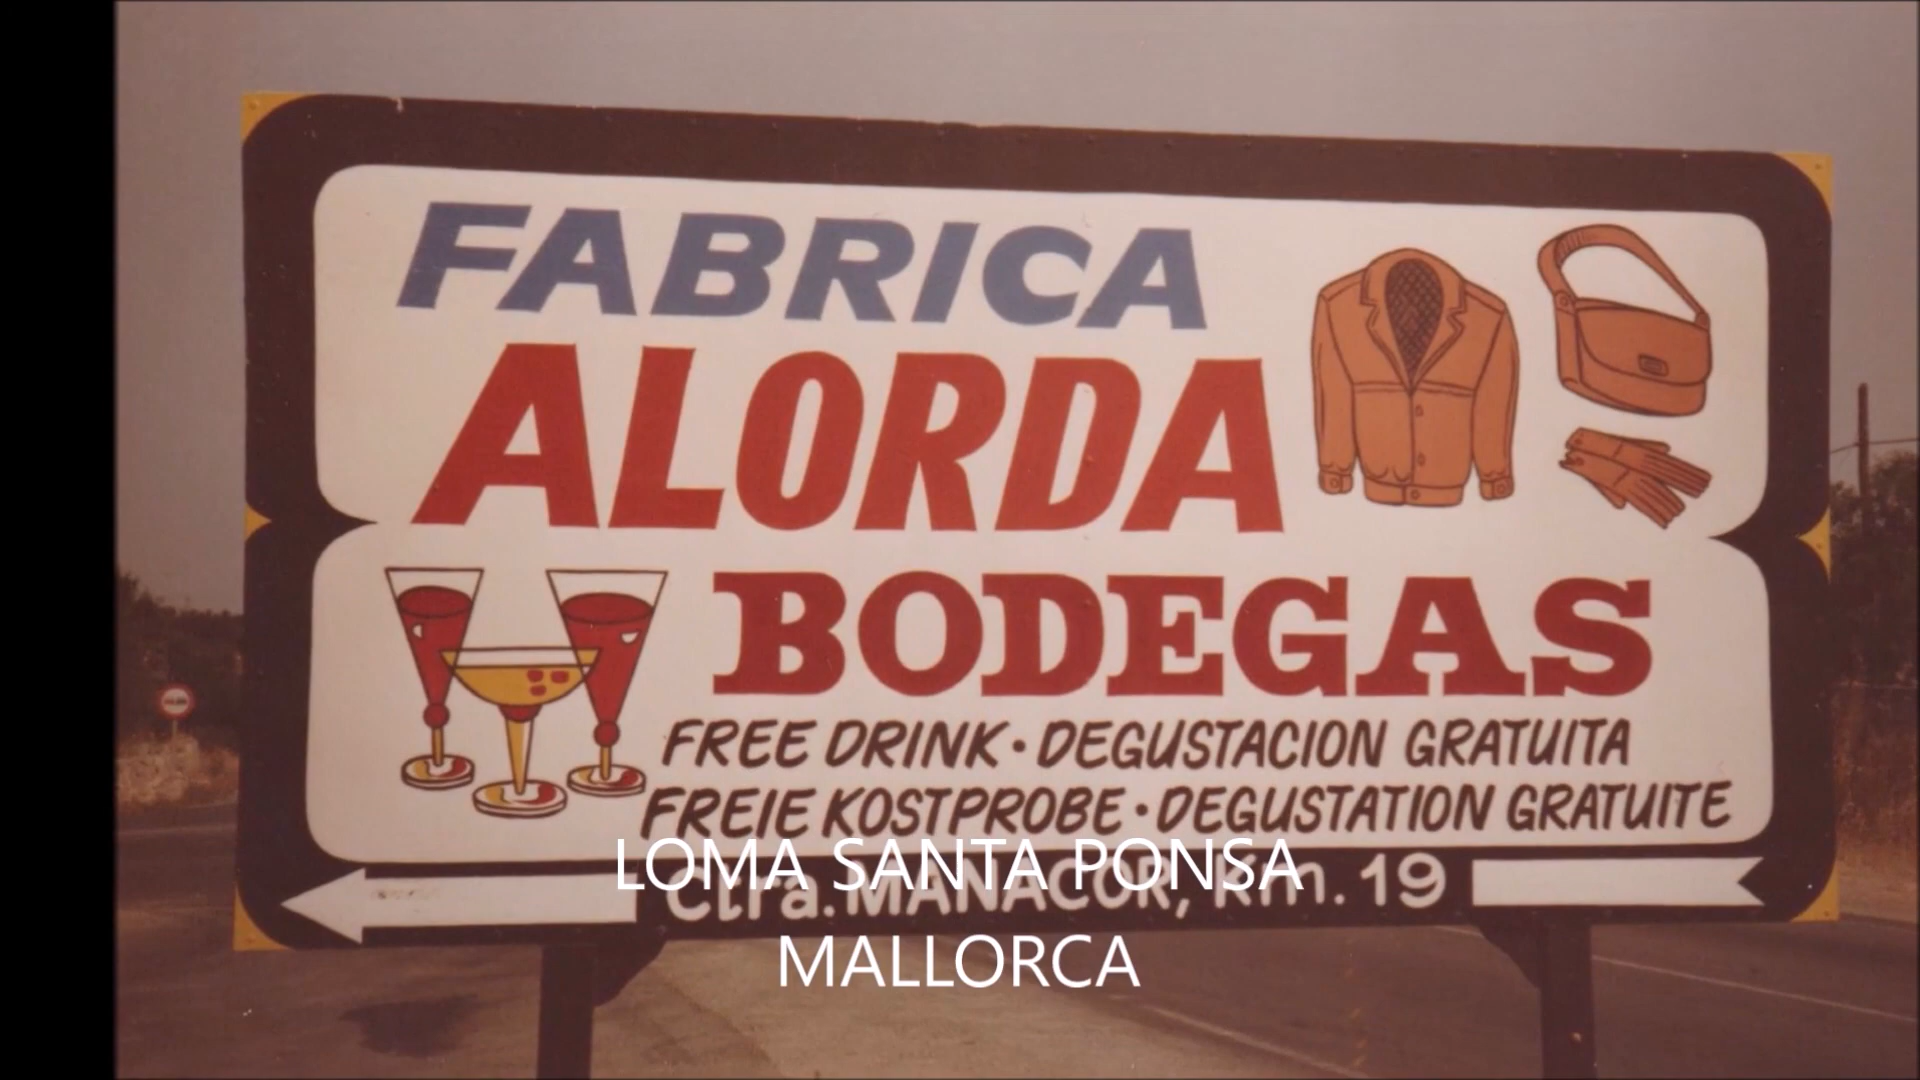 FABRICA
ALORDA
BODEGAS
FREE DRINK · DEGUSTACION GRATUITA
FREIE KOSTPROBE · DEGUSTATION GRATUITE
LOMA SANTA PONSA
Ctra. MANACOR, Km. 19
MALLORCA